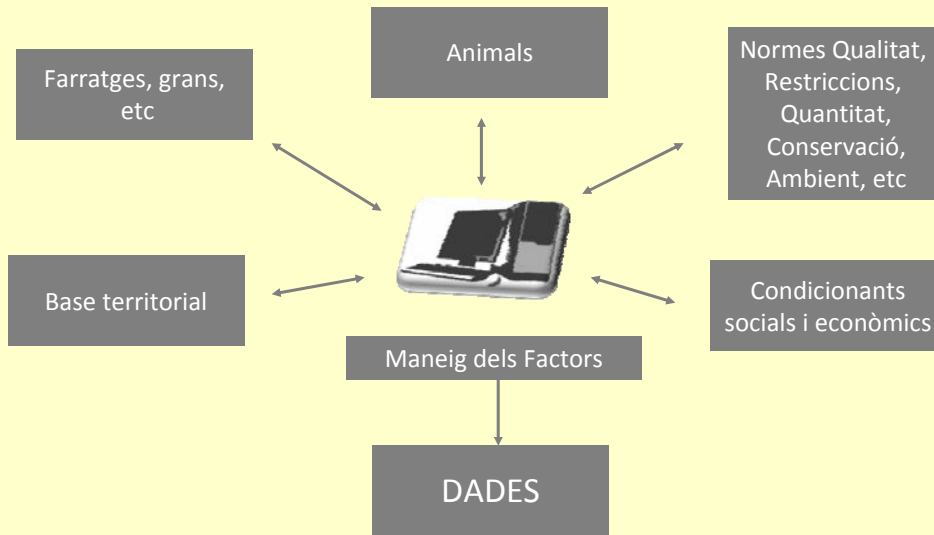 Farratges, grans,
etc
Animals
Normes Qualitat,
Restriccions,
Quantitat,
Conservació,
Ambient, etc
Base territorial
Condicionants
socials i econòmics
Maneig dels Factors
DADES